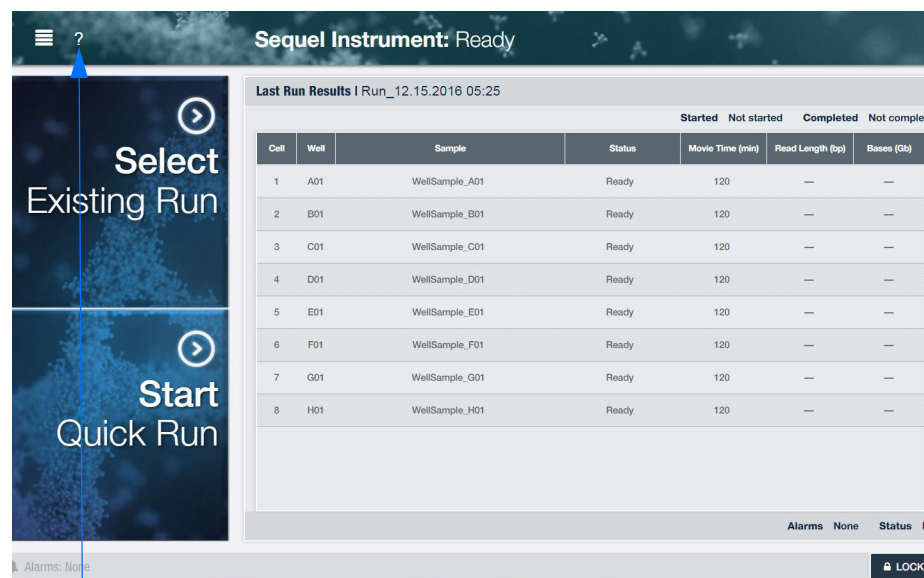 ?
Sequel Instrument: Ready
Select
Existing Run
Start
Quick Run
Last Run Results | Run_12.15.2016 05:25
Started Not started Completed Not comple
Cell Well Sample Status Movie Time (min) Read Length (bp) Bases (Gb)
1 A01 WellSample_A01 Ready 120 — —
2 B01 WellSample_B01 Ready 120 — —
3 C01 WellSample_C01 Ready 120 — —
4 D01 WellSample_D01 Ready 120 — —
5 E01 WellSample_E01 Ready 120 — —
6 F01 WellSample_F01 Ready 120 — —
7 G01 WellSample_G01 Ready 120 — —
8 H01 WellSample_H01 Ready 120 — —
Alarms None Status
Alarms: None
LOCK